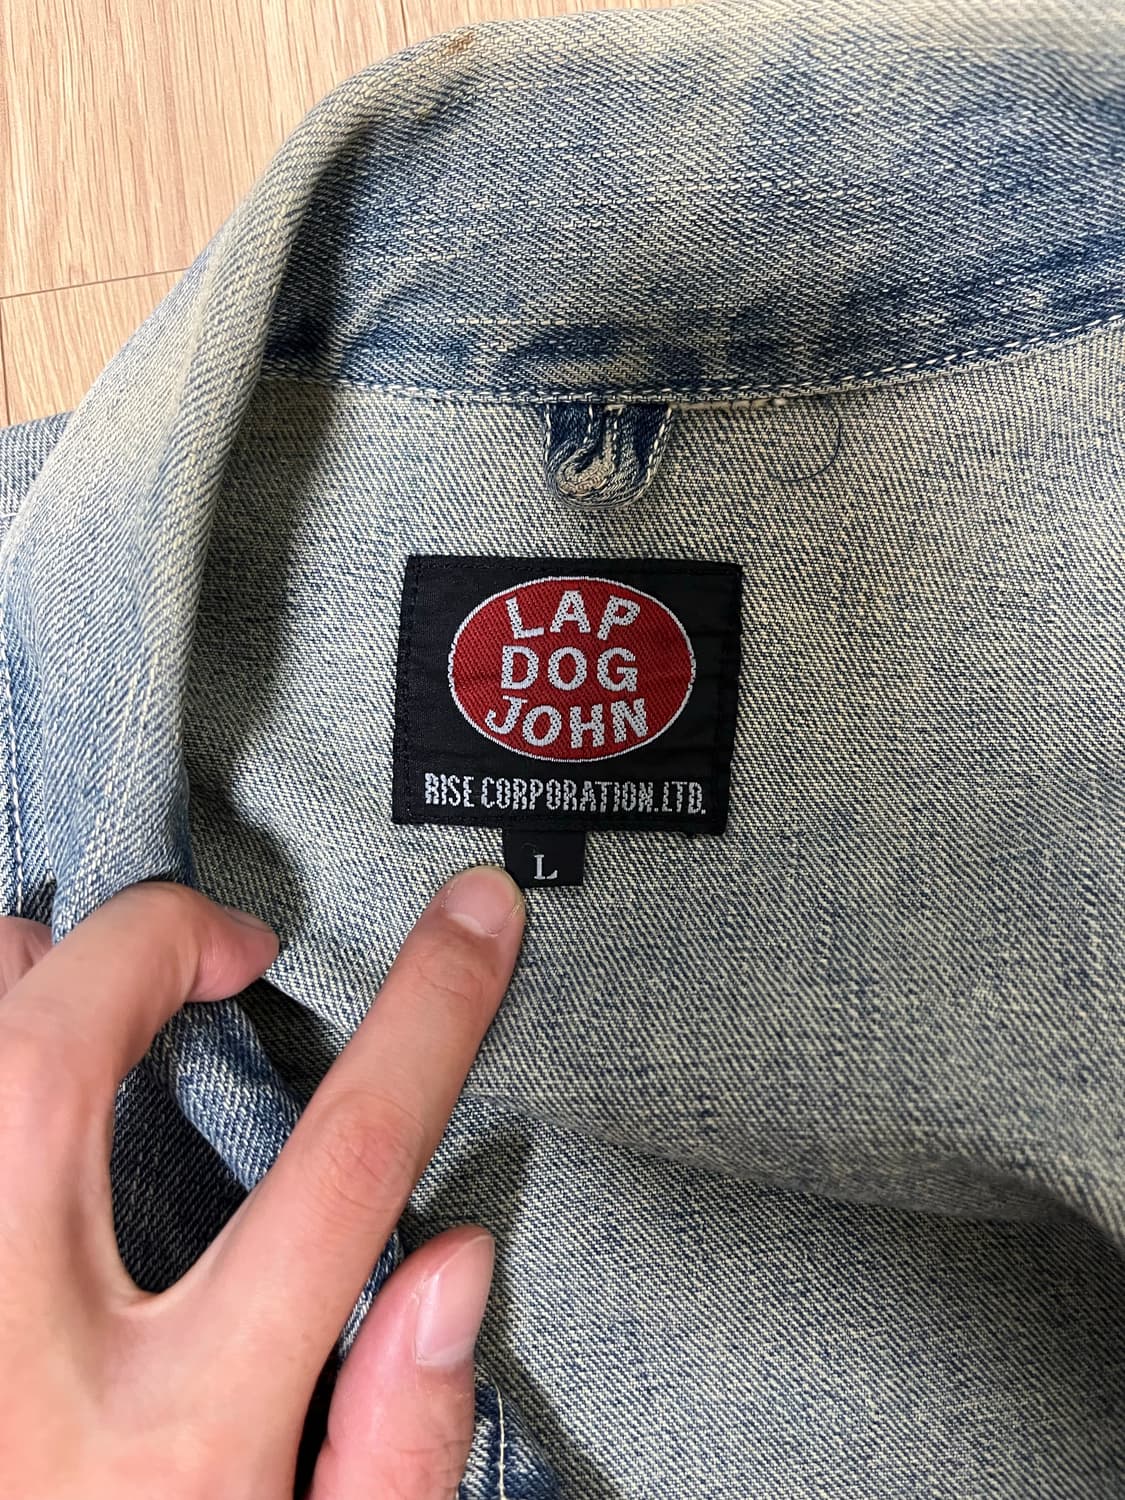 LAP
DOG
JOHN
RISE CORPORATION.LTD.
L